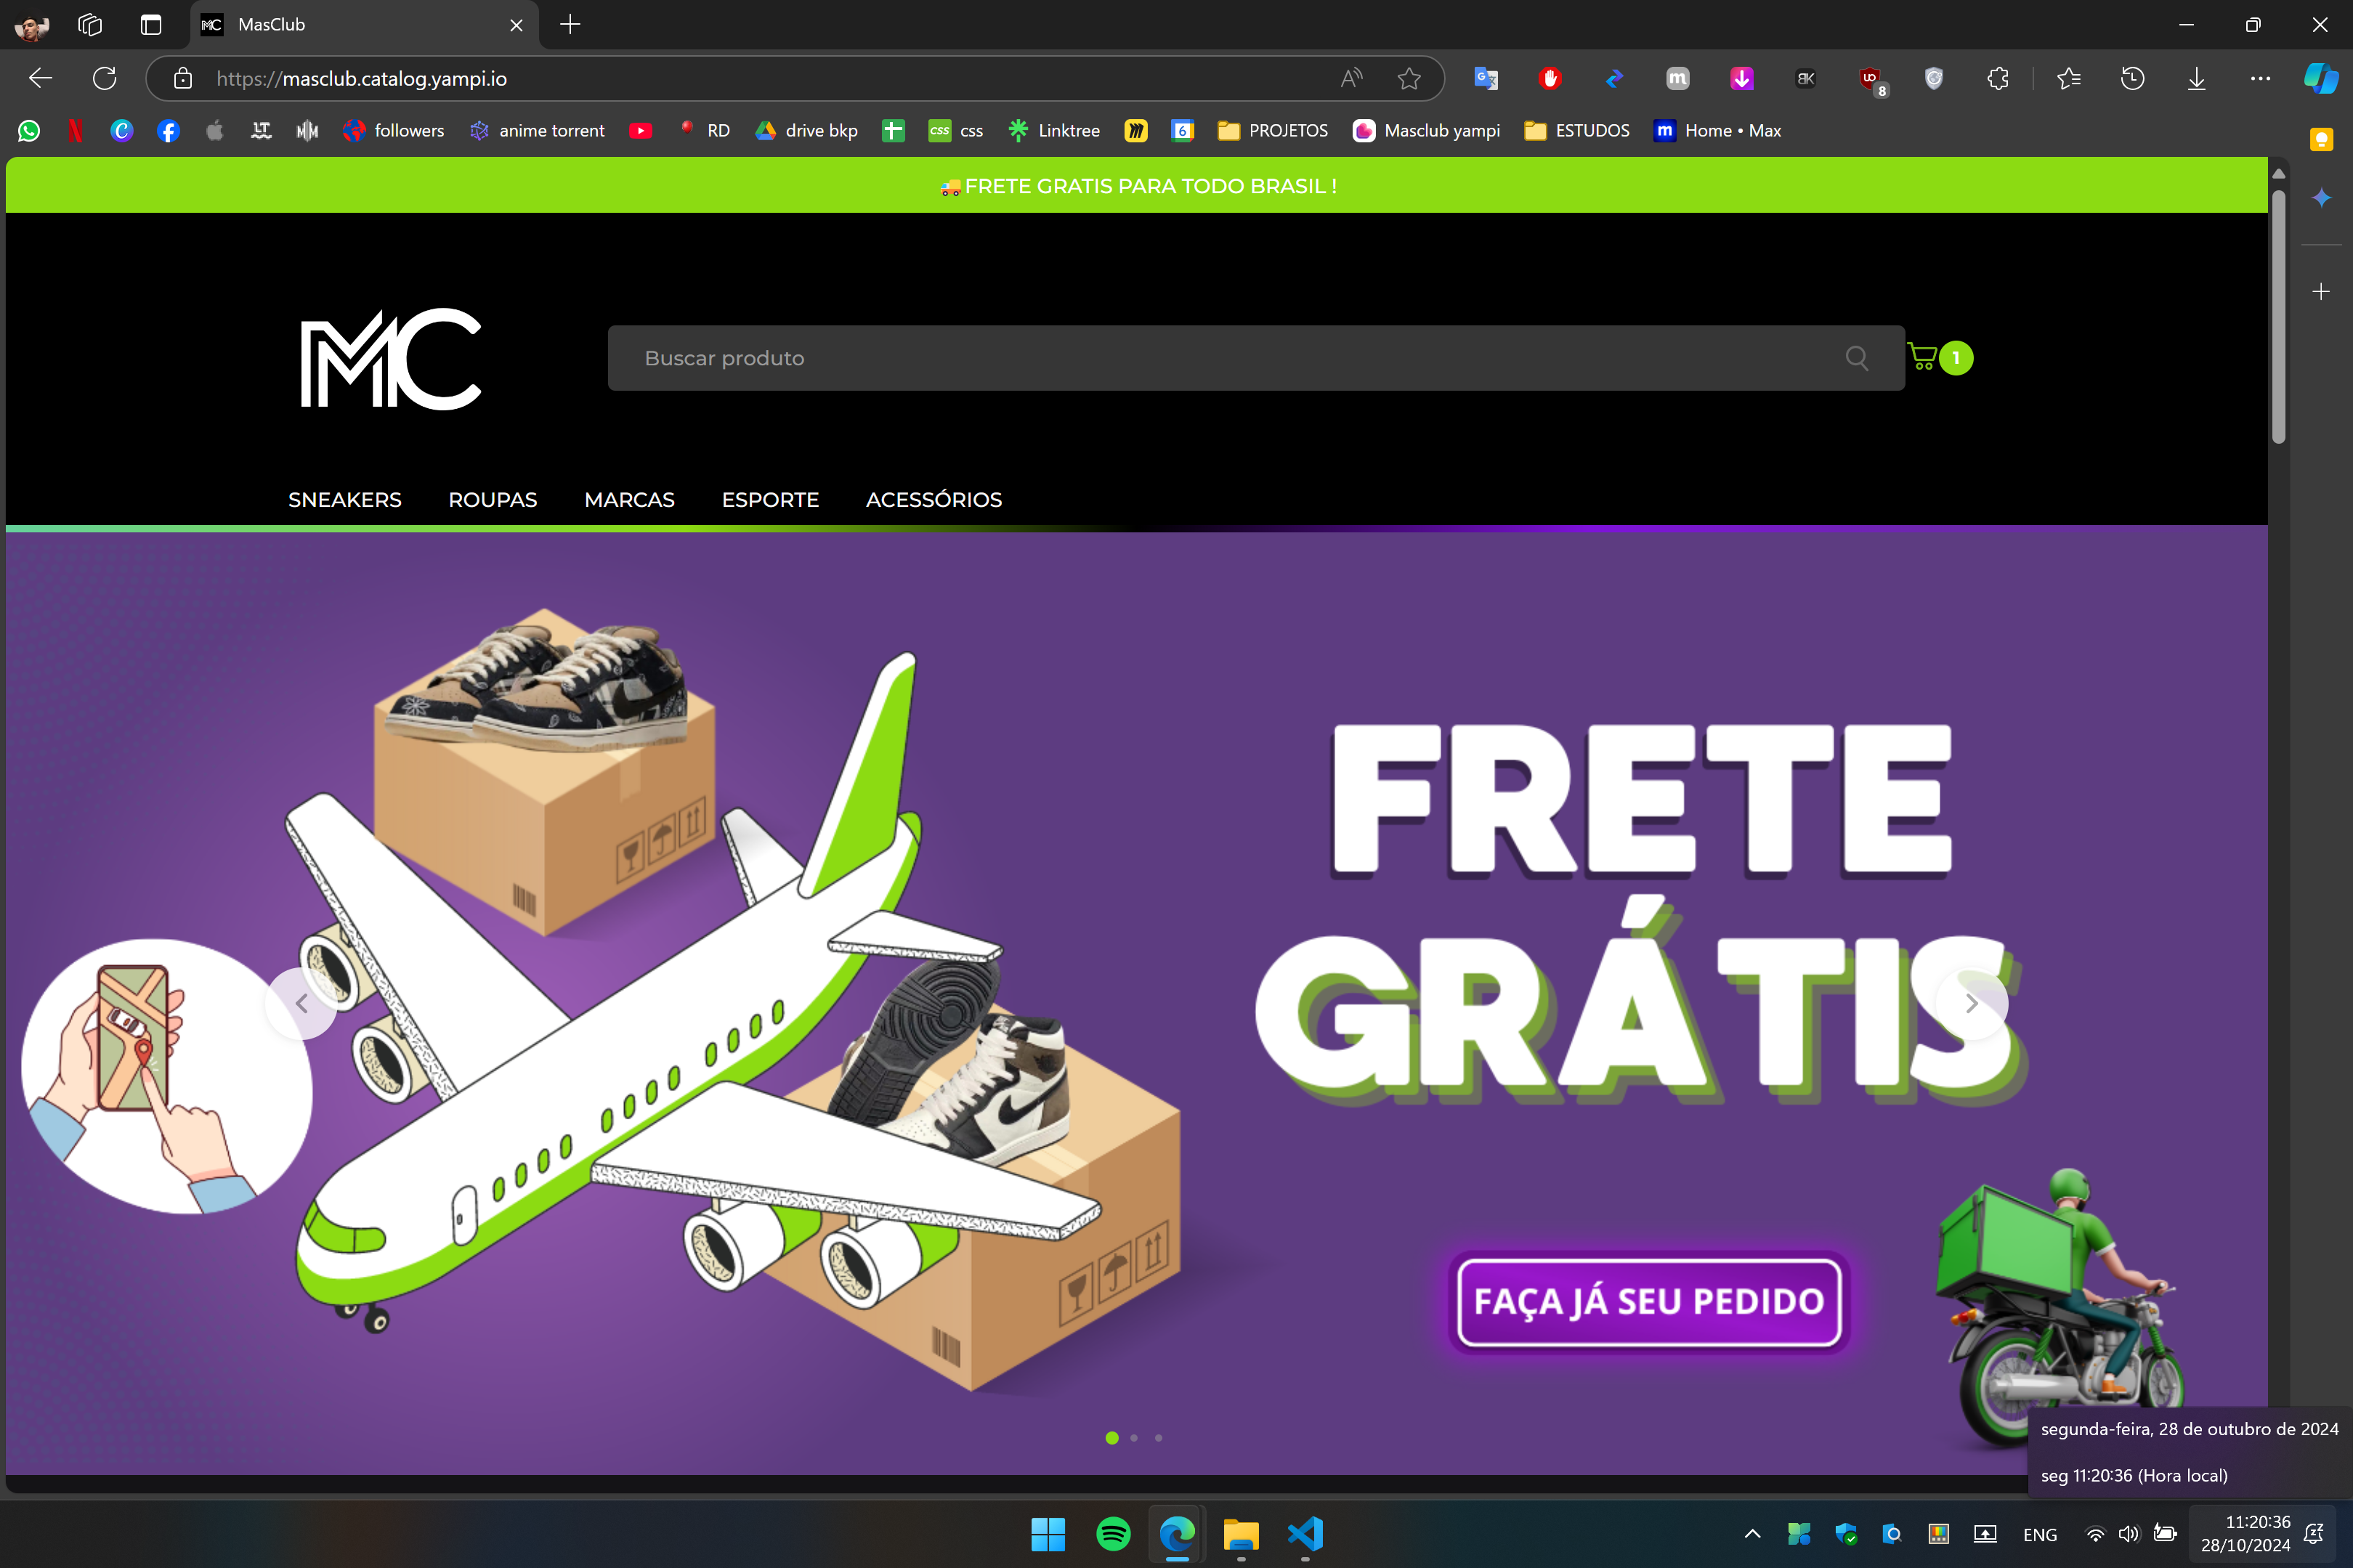 MasClub
https://masclub.catalog.yampi.io
8
followers
anime torrent
RD
drive bkp
css
css
Linktree
6
PROJETOS
Masclub yampi
ESTUDOS
m
Home • Max
🚚FRETE GRATIS PARA TODO BRASIL !
MC
Buscar produto
1
SNEAKERS
ROUPAS
MARCAS
ESPORTE
ACESSÓRIOS
FRETE
GRÁTIS
FAÇA JÁ SEU PEDIDO
segunda-feira, 28 de outubro de 2024
seg 11:20:36 (Hora local)
ENG
11:20:36
28/10/2024